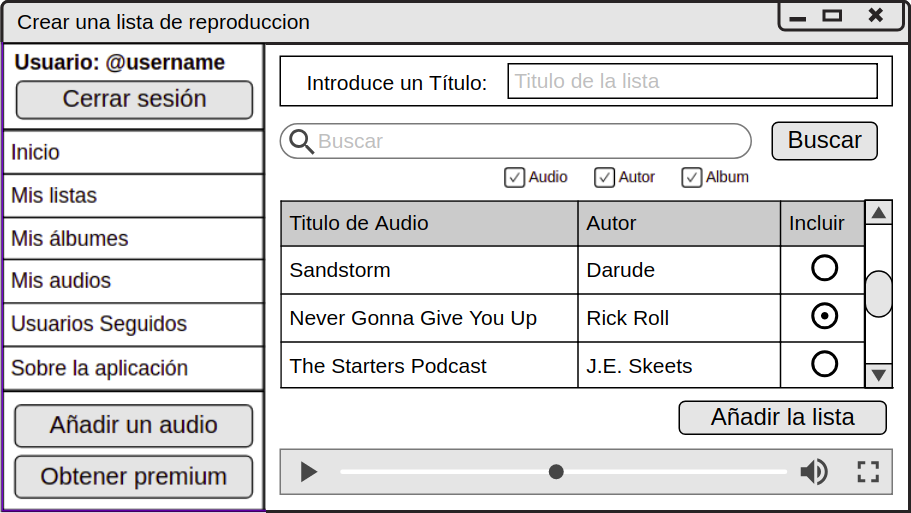 Crear una lista de reproduccion
Usuario: @username
Cerrar sesión
Inicio
Mis listas
Mis álbumes
Mis audios
Usuarios Seguidos
Sobre la aplicación
Añadir un audio
Obtener premium
Introduce un Título: Titulo de la lista
Buscar Buscar
Audio Autor Album
Titulo de Audio Autor Incluir
Sandstorm Darude
Never Gonna Give You Up Rick Roll
The Starters Podcast J.E. Skeets
Añadir la lista